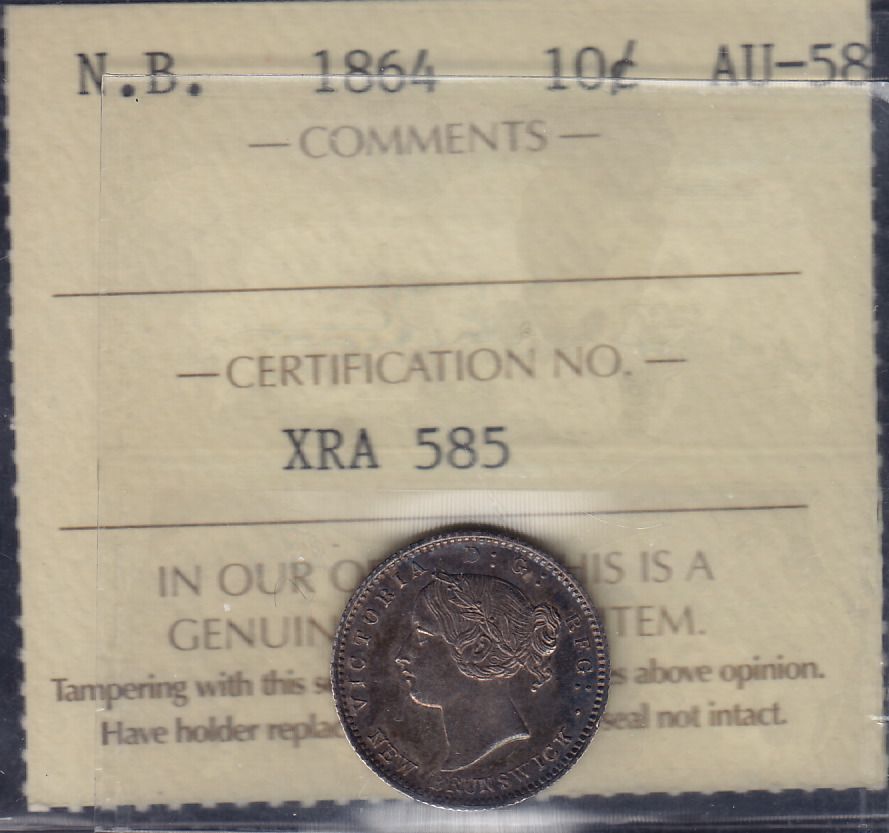 N.B. 1864 10¢ AU-58
— COMMENTS —
— CERTIFICATION NO. —
XRA 585
IN OUR HIS IS A
GENUIN TEM.
Tampering with this s above opinion.
Have holder replac seal not intact.
VICTORIA D: G: REG:
NEW BRUNSWICK